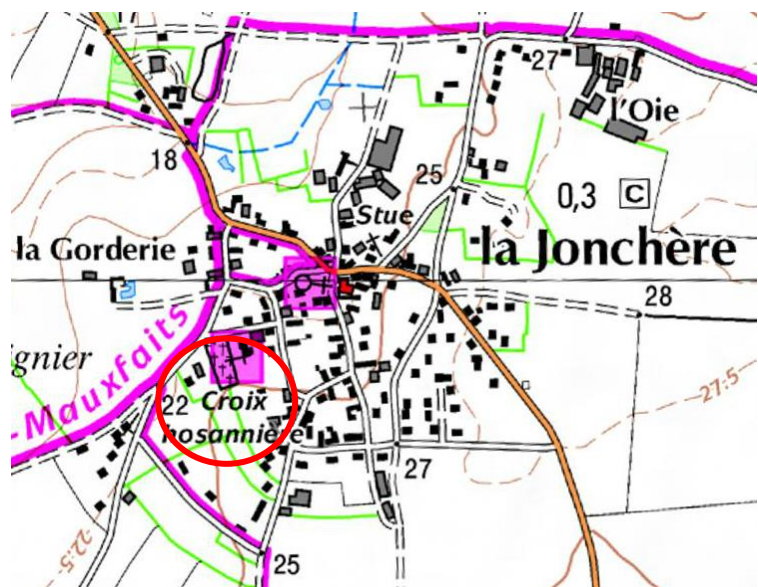 27
l'Oie
18
25
0,3
C
Stue
la Gorderie
la Jonchère
28
ignier
-Mauxfaits
22
Croix
hosannière
27,5
27
22,5
25